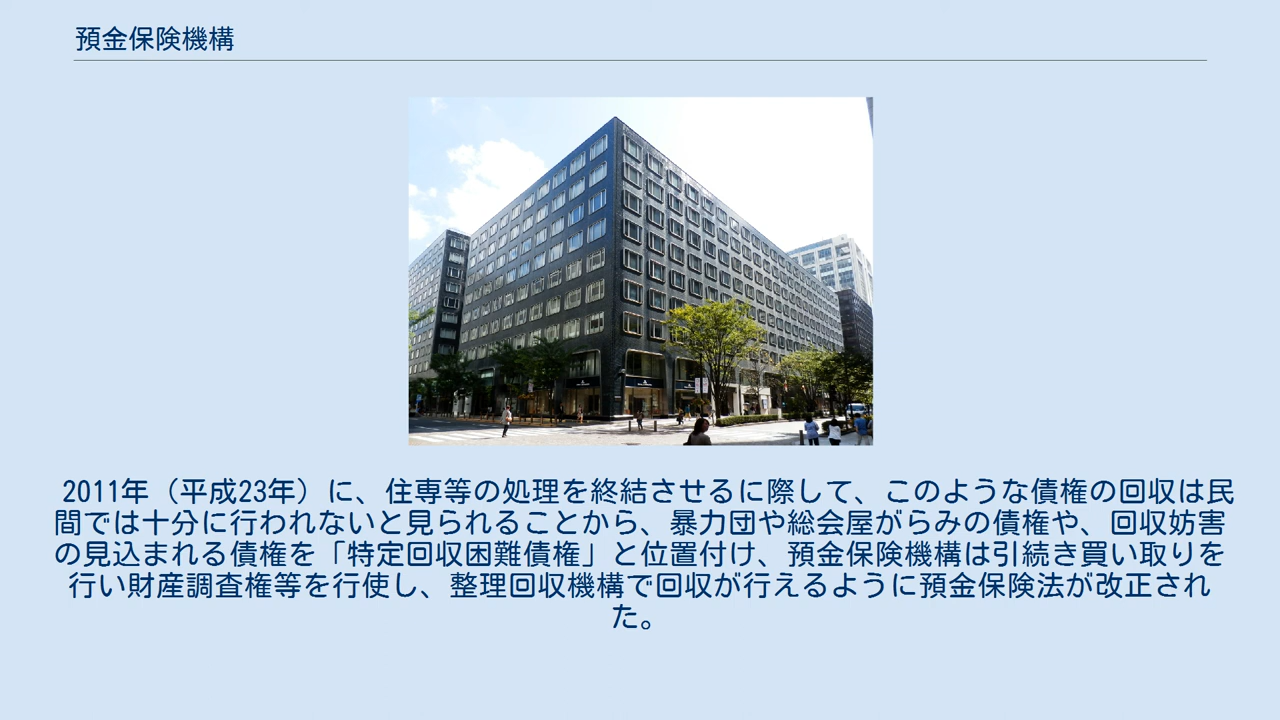 預金保険機構
2011年（平成23年）に、住専等の処理を終結させるに際して、このような債権の回収は民
間では十分に行われないと見られることから、暴力団や総会屋がらみの債権や、回収妨害
の見込まれる債権を「特定回収困難債権」と位置付け、預金保険機構は引続き買い取りを
行い財産調査権等を行使し、整理回収機構で回収が行えるように預金保険法が改正され
た。